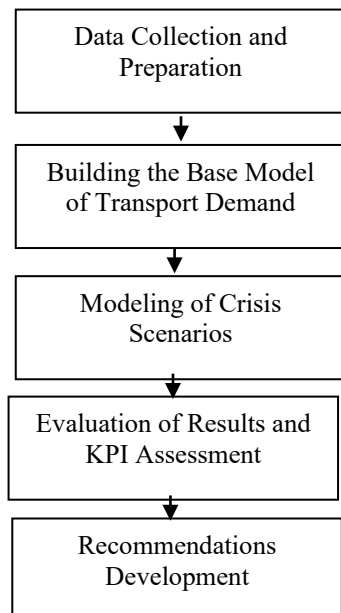 Data Collection and
Preparation
Building the Base Model
of Transport Demand
Modeling of Crisis
Scenarios
Evaluation of Results and
KPI Assessment
Recommendations
Development